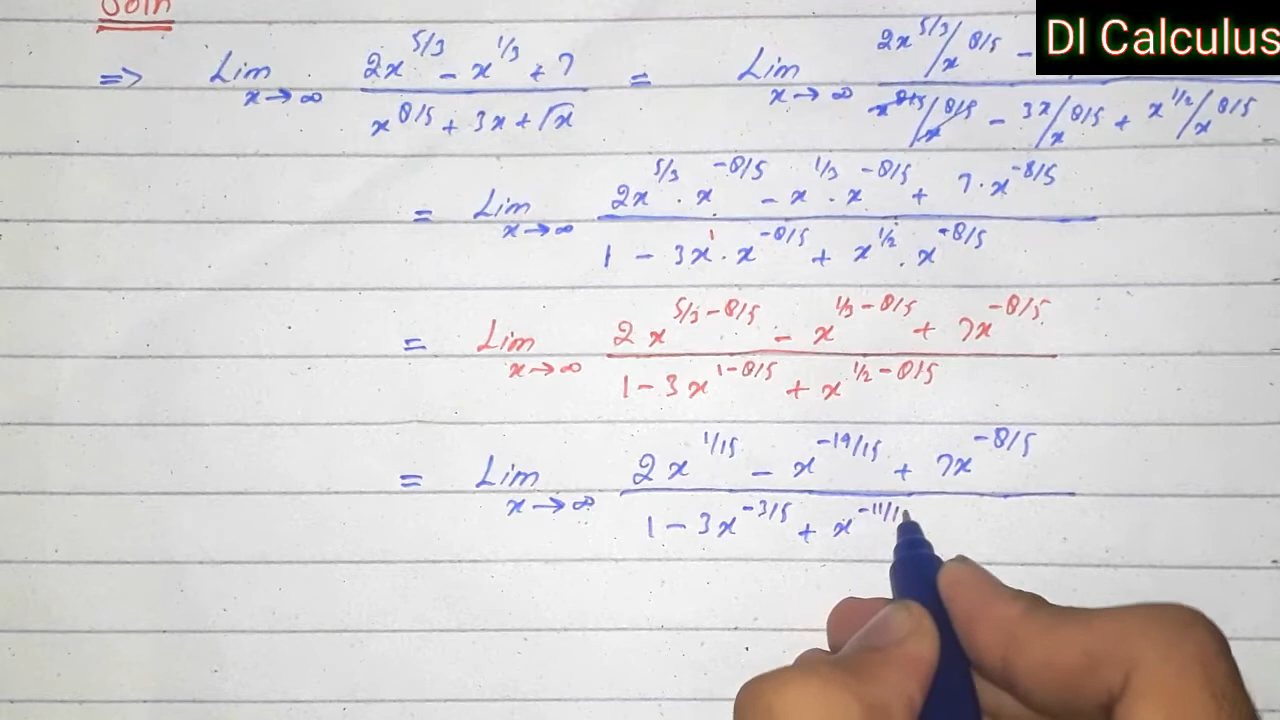 Soln
DI Calculus
=> Lim x→∞ (2x^5/3 - x^1/3 + 7)/(x^8/5 + 3x + √x) = Lim x→∞ (2x^5/3/x^8/5 -)/(x^8/5/x^8/5 - 3x/x^8/5 + x^1/2/x^8/5)
= Lim x→∞ (2x^5/3 · x^-8/5 - x^1/3 · x^-8/5 + 7 · x^-8/5)/(1 - 3x^1 · x^-8/5 + x^1/2 · x^-8/5)
= Lim x→∞ (2x^5/3-8/5 - x^1/3-8/5 + 7x^-8/5)/(1 - 3x^1-8/5 + x^1/2-8/5)
= Lim x→∞ (2x^1/15 - x^-19/15 + 7x^-8/5)/(1 - 3x^-3/5 + x^-11/1)